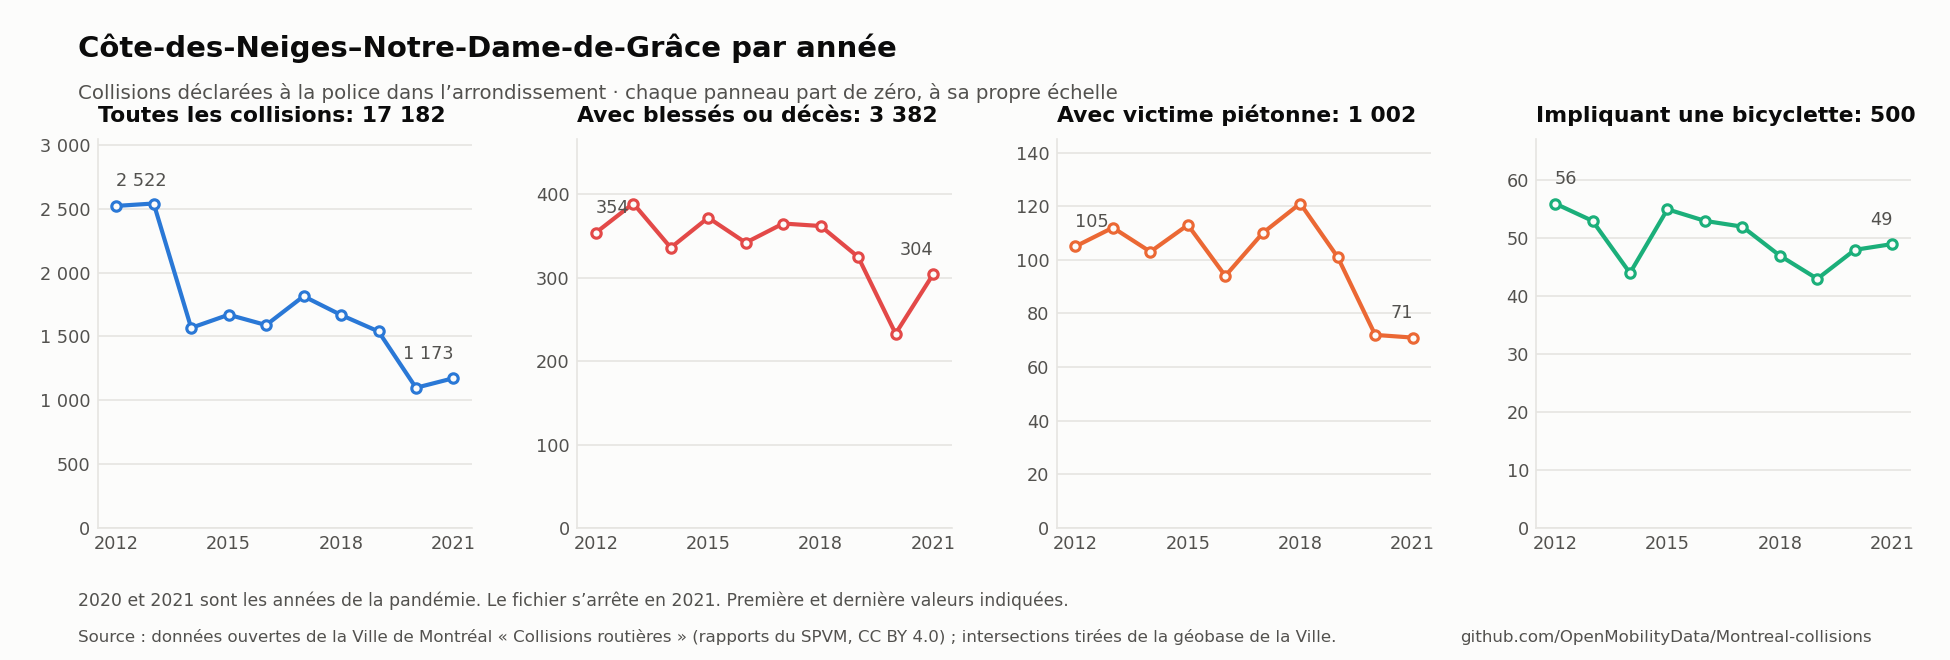 Côte-des-Neiges–Notre-Dame-de-Grâce par année
Collisions déclarées à la police dans l’arrondissement · chaque panneau part de zéro, à sa propre échelle
Toutes les collisions: 17 182
3 000
2 500
2 000
1 500
1 000
500
0
2 522
1 173
2012 2015 2018 2021
Avec blessés ou décès: 3 382
400
300
200
100
0
354
304
2012 2015 2018 2021
Avec victime piétonne: 1 002
140
120
100
80
60
40
20
0
105
71
2012 2015 2018 2021
Impliquant une bicyclette: 500
60
50
40
30
20
10
0
56
49
2012 2015 2018 2021
2020 et 2021 sont les années de la pandémie. Le fichier s’arrête en 2021. Première et dernière valeurs indiquées.
Source : données ouvertes de la Ville de Montréal « Collisions routières » (rapports du SPVM, CC BY 4.0) ; intersections tirées de la géobase de la Ville.
github.com/OpenMobilityData/Montreal-collisions